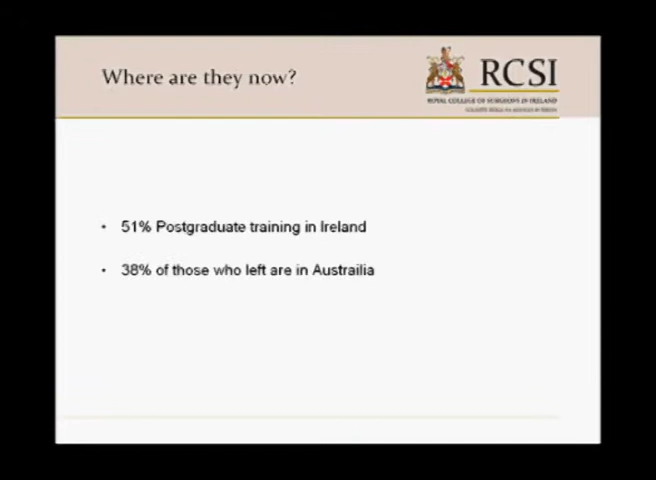 Where are they now?
RCSI
ROYAL COLLEGE OF SURGEONS IN IRELAND
• 51% Postgraduate training in Ireland
• 38% of those who left are in Austrailia